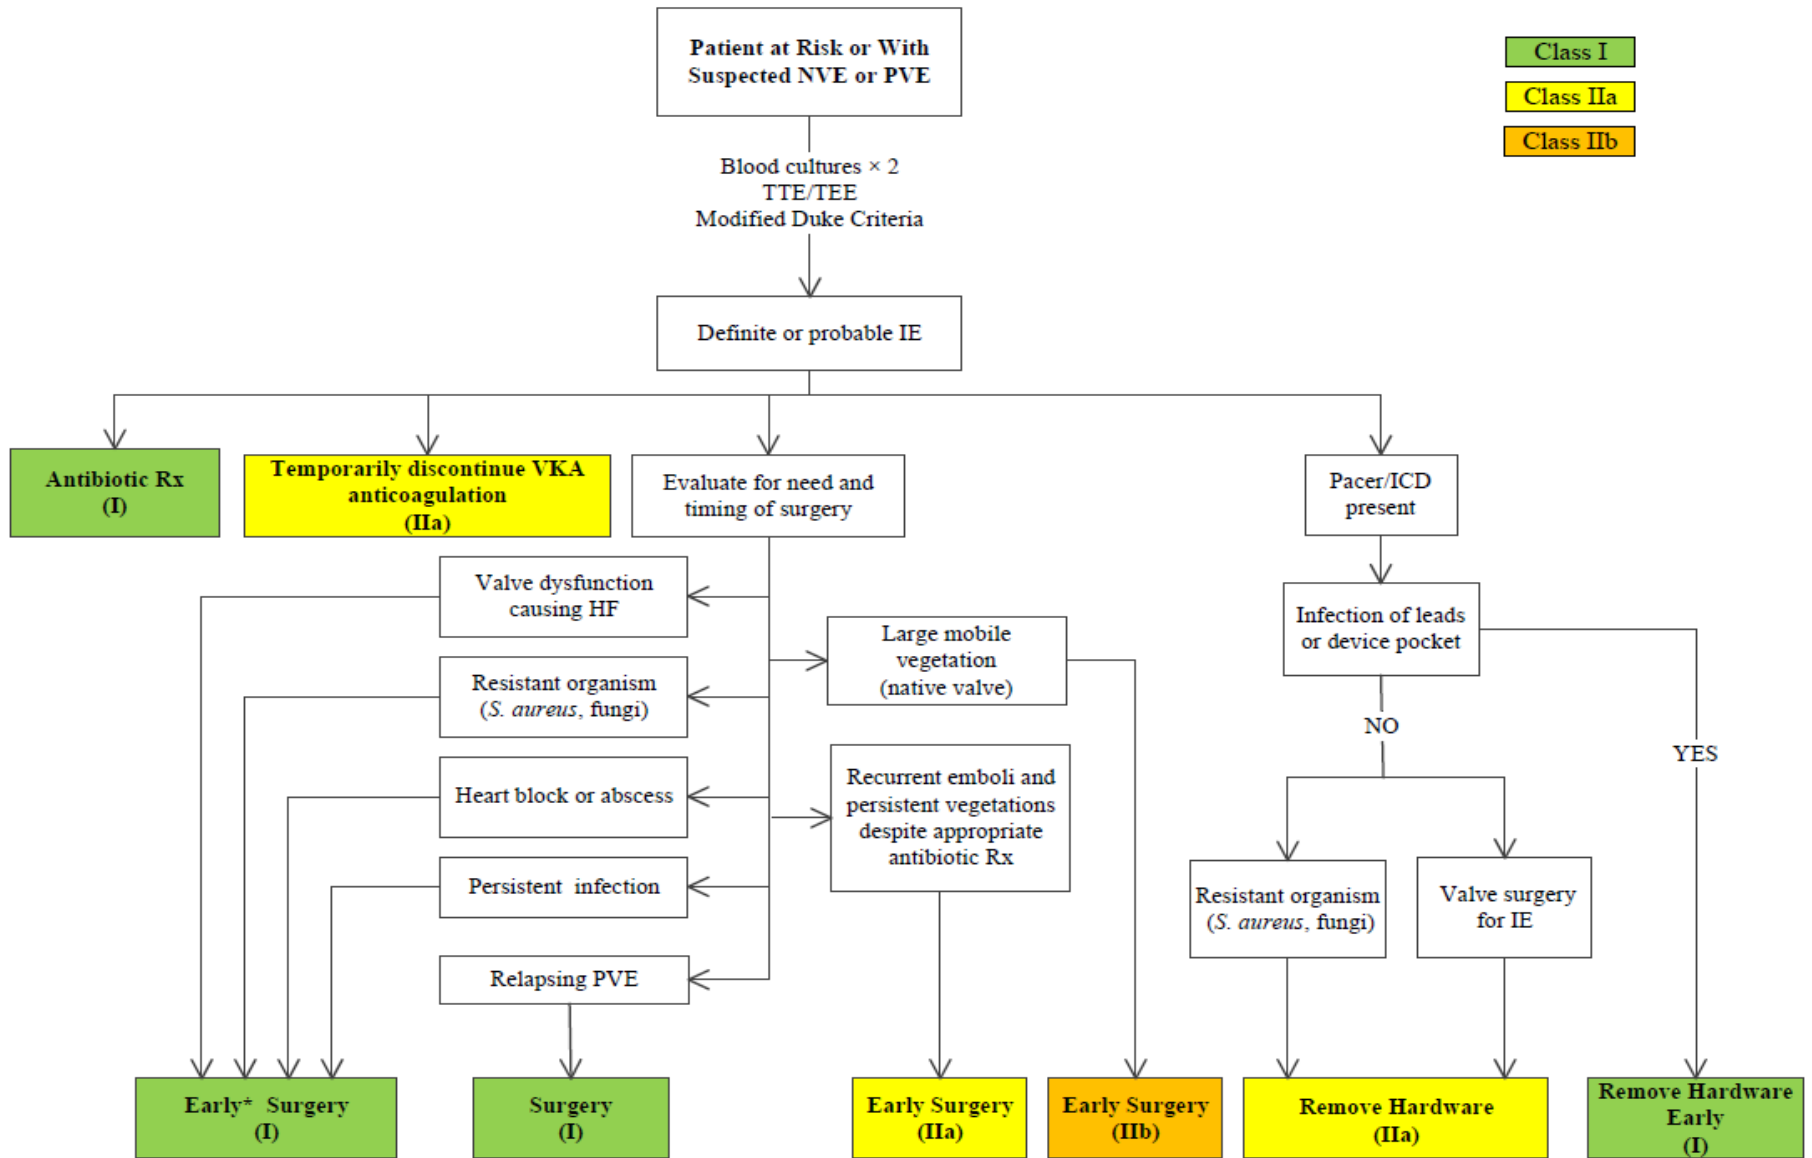 Patient at Risk or With
Suspected NVE or PVE
Class I
Class IIa
Class IIb
Blood cultures × 2
TTE/TEE
Modified Duke Criteria
Definite or probable IE
Antibiotic Rx
(I)
Temporarily discontinue VKA
anticoagulation
(IIa)
Evaluate for need and
timing of surgery
Pacer/ICD
present
Valve dysfunction
causing HF
Resistant organism
(S. aureus, fungi)
Heart block or abscess
Persistent infection
Relapsing PVE
Large mobile
vegetation
(native valve)
Recurrent emboli and
persistent vegetations
despite appropriate
antibiotic Rx
Infection of leads
or device pocket
NO
YES
Resistant organism
(S. aureus, fungi)
Valve surgery
for IE
Early* Surgery
(I)
Surgery
(I)
Early Surgery
(IIa)
Early Surgery
(IIb)
Remove Hardware
(IIa)
Remove Hardware
Early
(I)